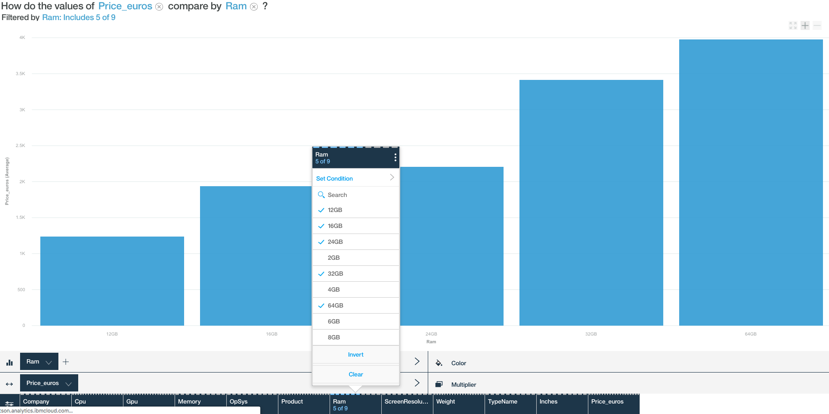 How do the values of Price_euros compare by Ram ?
Filtered by Ram: Includes 5 of 9
4K
3.5K
3K
2.5K
2K
1.5K
1K
500
0
Price_euros (Average)
12GB
16GB
24GB
32GB
64GB
Ram
Ram
5 of 9
Set Condition
Search
12GB
16GB
24GB
2GB
32GB
4GB
64GB
6GB
8GB
Invert
Clear
Ram
Color
Price_euros
Multiplier
Company Cpu Gpu Memory OpSys Product Ram ScreenResolu... Weight TypeName Inches Price_euros
5 of 9
son.analytics.ibmcloud.com...